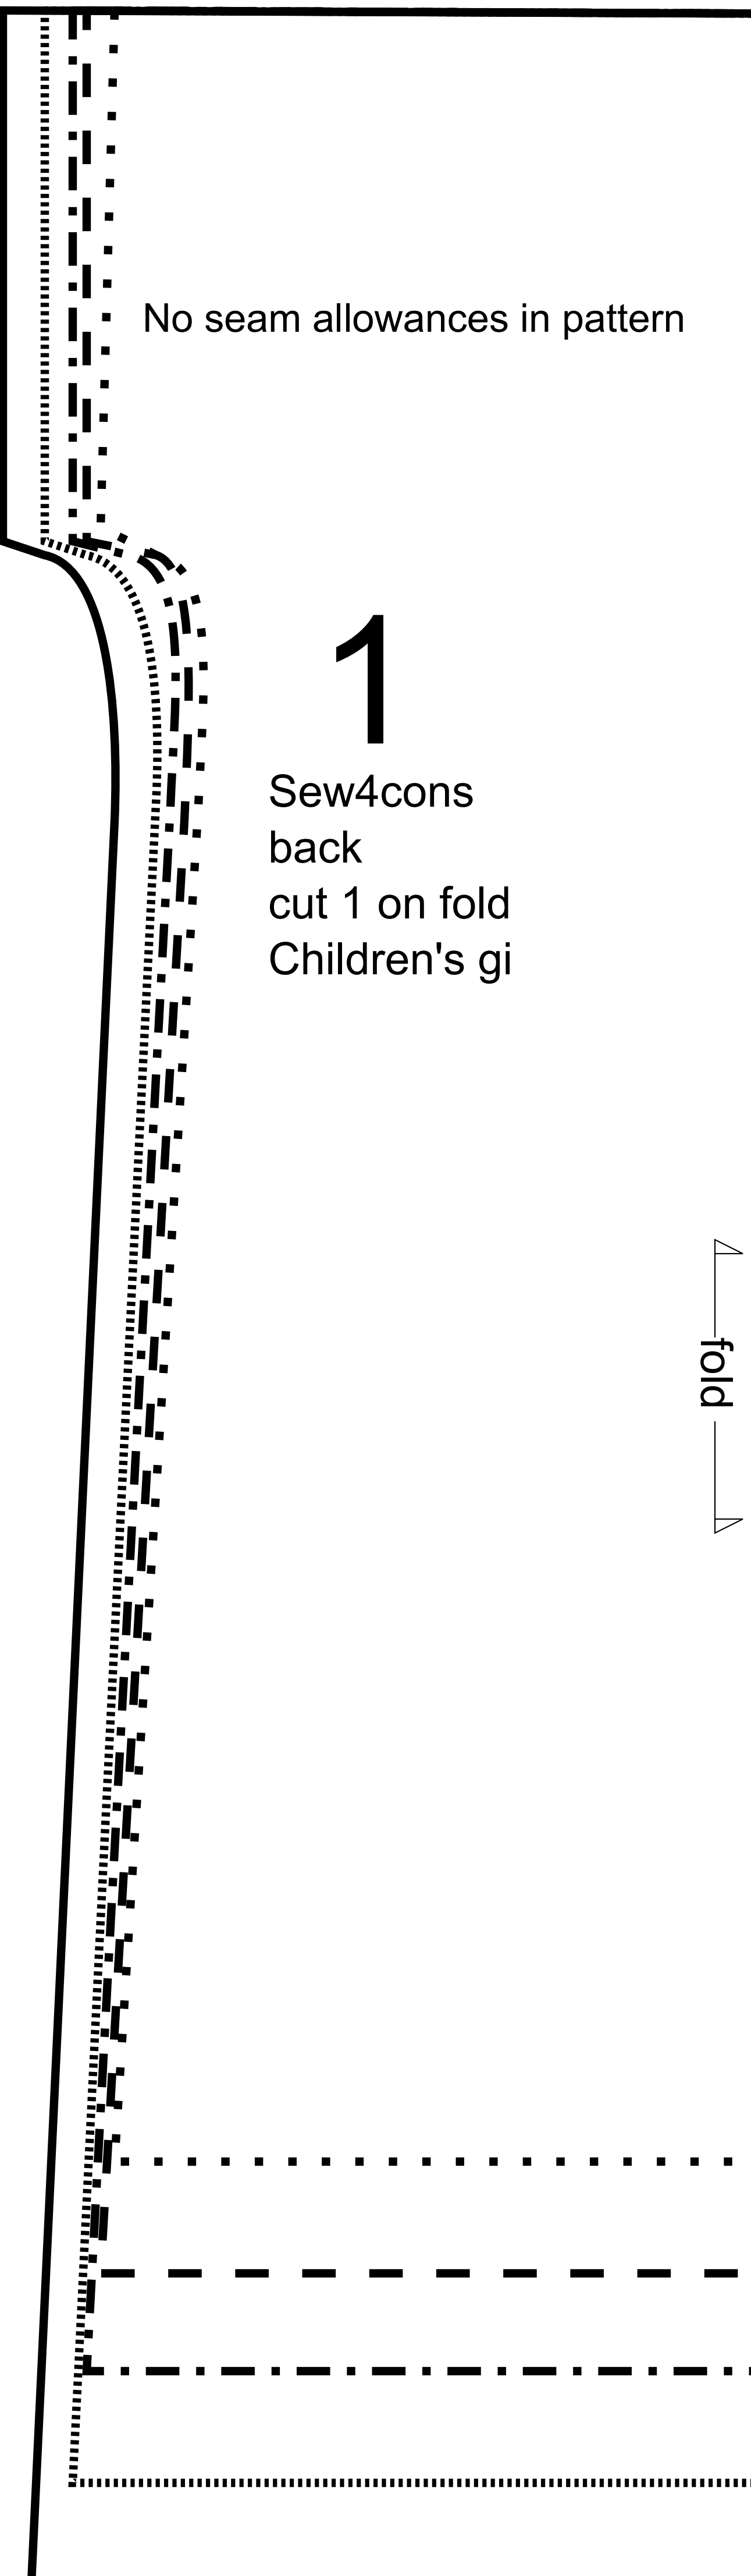 No seam allowances in pattern
1
Sew4cons
back
cut 1 on fold
Children's gi
fold